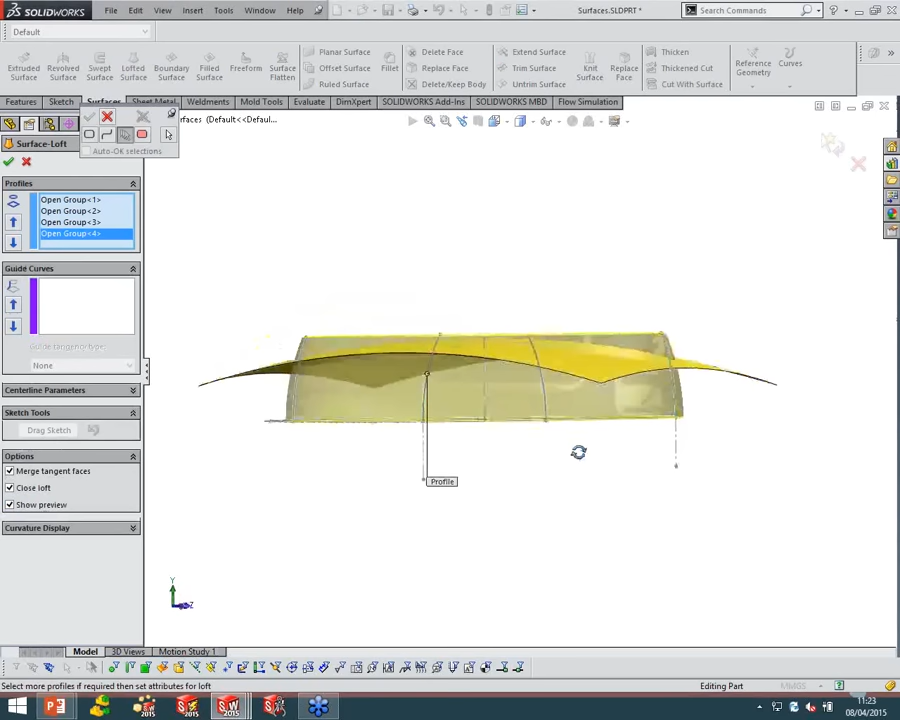 SOLIDWORKS File Edit View Insert Tools Window Help Surfaces.SLDPRT * Search Commands
Default
Extruded Surface
Revolved Surface
Swept Surface
Lofted Surface
Boundary Surface
Filled Surface
Freeform
Surface Flatten
Planar Surface
Offset Surface
Ruled Surface
Fillet
Delete Face
Replace Face
Delete/Keep Body
Extend Surface
Trim Surface
Untrim Surface
Knit Surface
Replace Face
Thicken
Thickened Cut
Cut With Surface
Reference Geometry
Curves
Features Sketch Surfaces Sheet Metal Weldments Mold Tools Evaluate DimXpert SOLIDWORKS Add-Ins SOLIDWORKS MBD Flow Simulation
rfaces (Default<<Defaul...
Auto-OK selections
Surface-Loft
Profiles
Open Group<1>
Open Group<2>
Open Group<3>
Open Group<4>
Guide Curves
Guide tangency type:
None
Centerline Parameters
Sketch Tools
Drag Sketch
Options
Merge tangent faces
Close loft
Show preview
Curvature Display
Profile
Y
Z
Model 3D Views Motion Study 1
Select more profiles if required then set attributes for loft Editing Part MMGS
11:23
08/04/2015